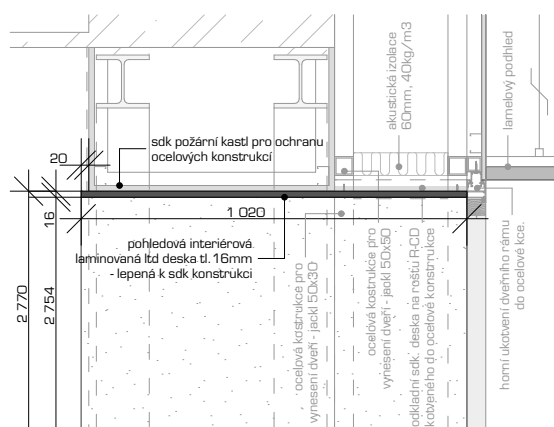 akustická izolace
60mm, 40kg/m3
lamelový podhled
sdk požární kastl pro ochranu
ocelových konstrukcí
20
16
1 020
pohledová interiérová
laminovaná ltd deska tl. 16mm
- lepená k sdk konstrukci
2 770
2 754
ocelová kostrukce pro
vynesení dveří - jackl 50x30
ocelová kostrukce pro
vynesení dveří - jackl 50x50
odkladní sdk. deska na roštu R-CD
kotveného do ocelové konstrukce
horní ukotvení dveřního rámu
do ocelové kce.